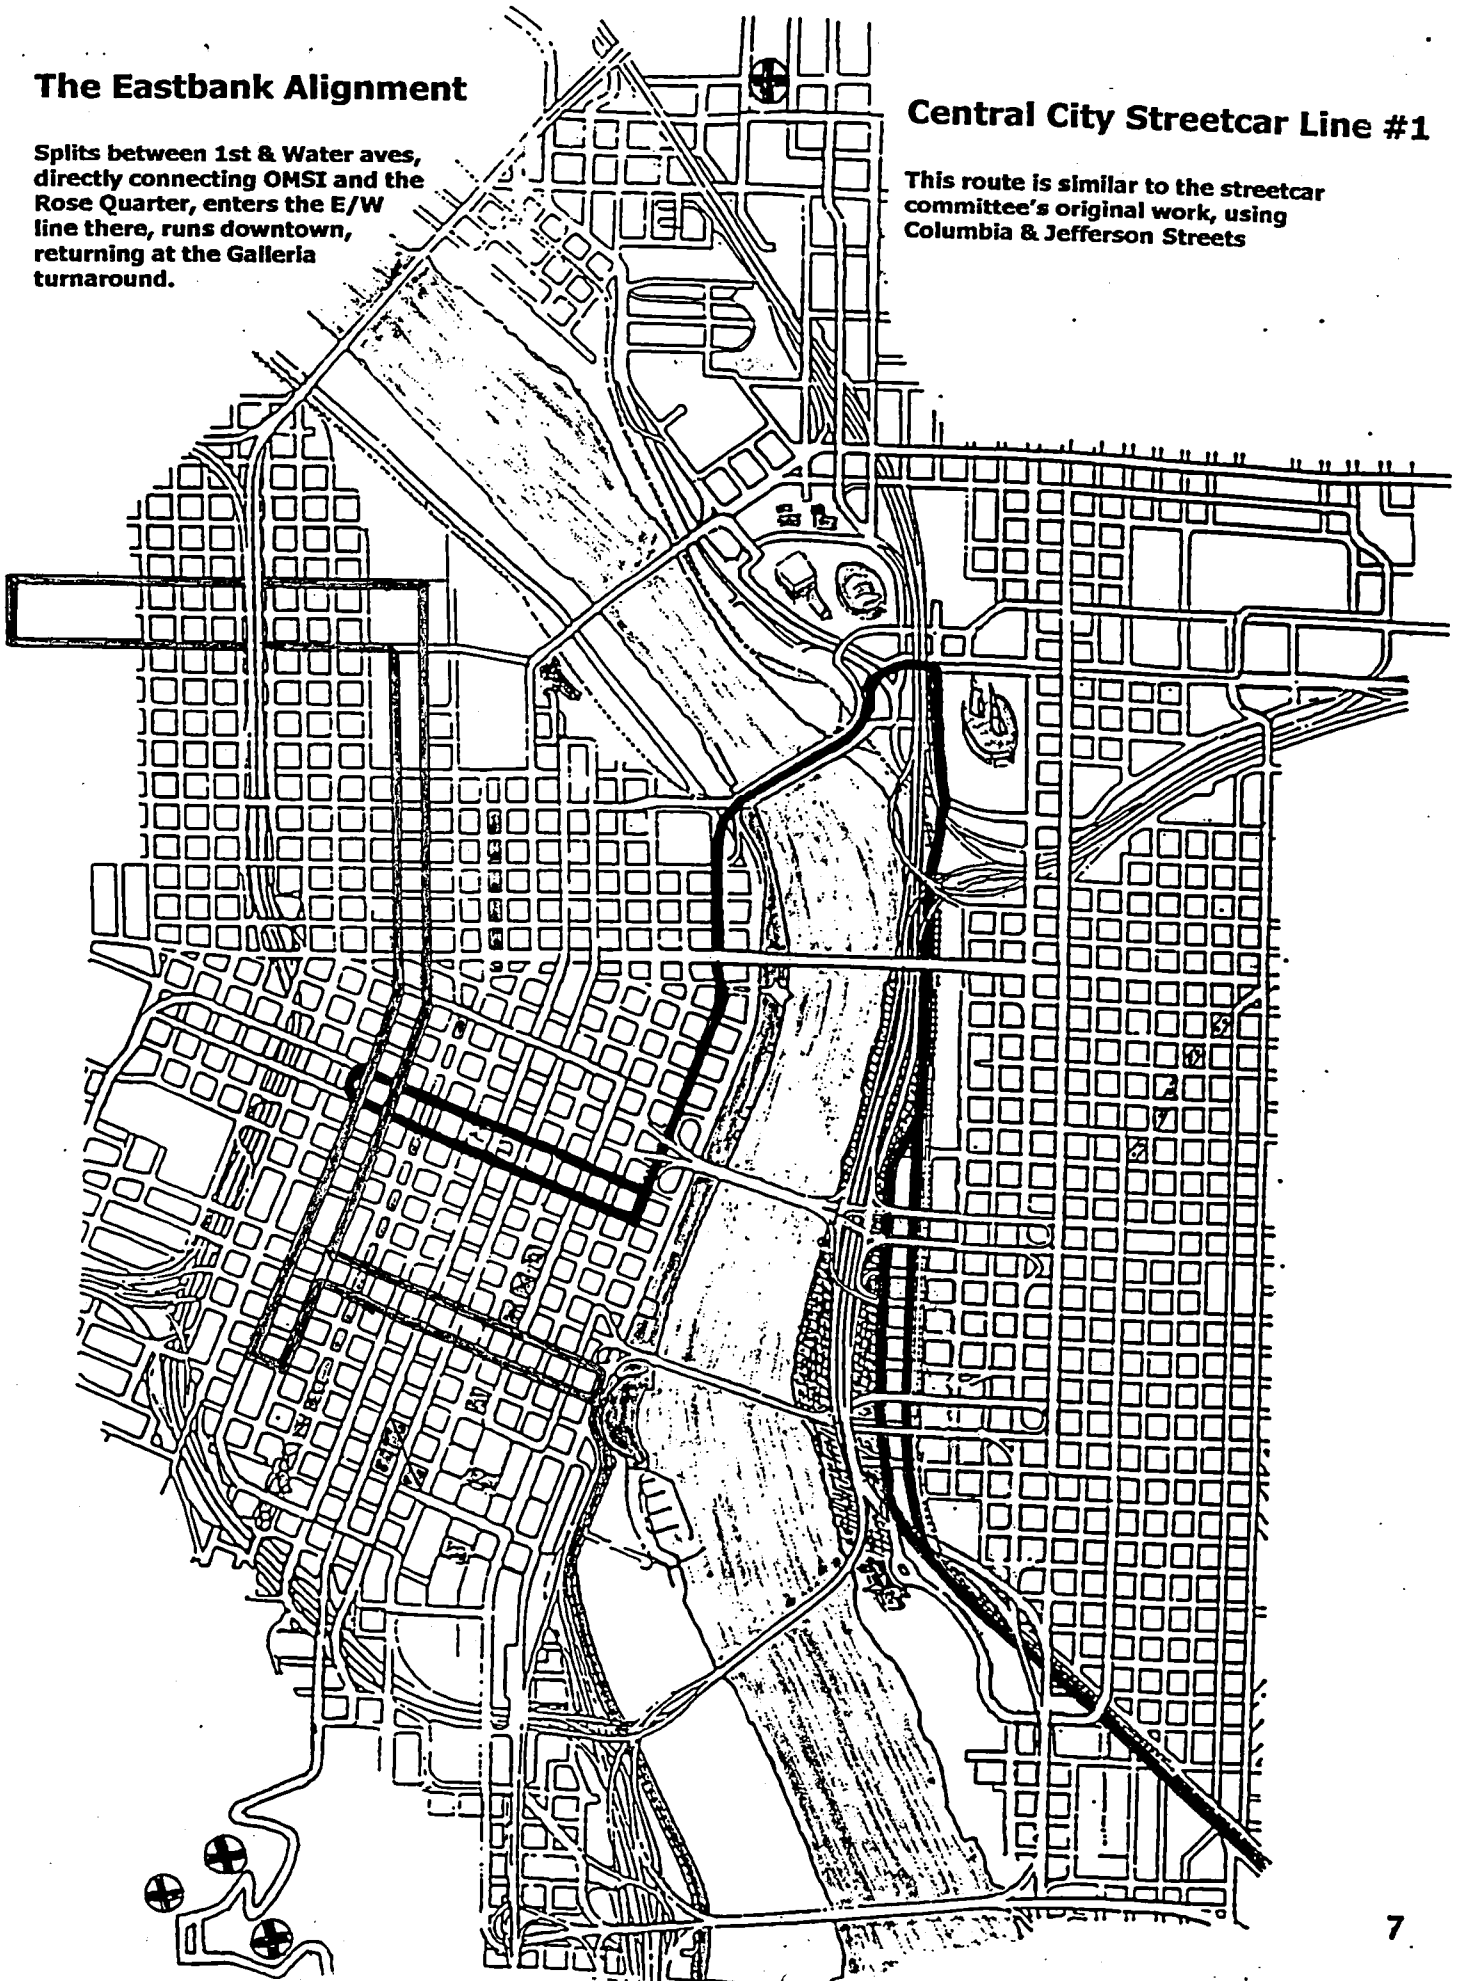 The Eastbank Alignment
Splits between 1st & Water aves,
directly connecting OMSI and the
Rose Quarter, enters the E/W
line there, runs downtown,
returning at the Galleria
turnaround.
Central City Streetcar Line #1
This route is similar to the streetcar
committee's original work, using
Columbia & Jefferson Streets
7